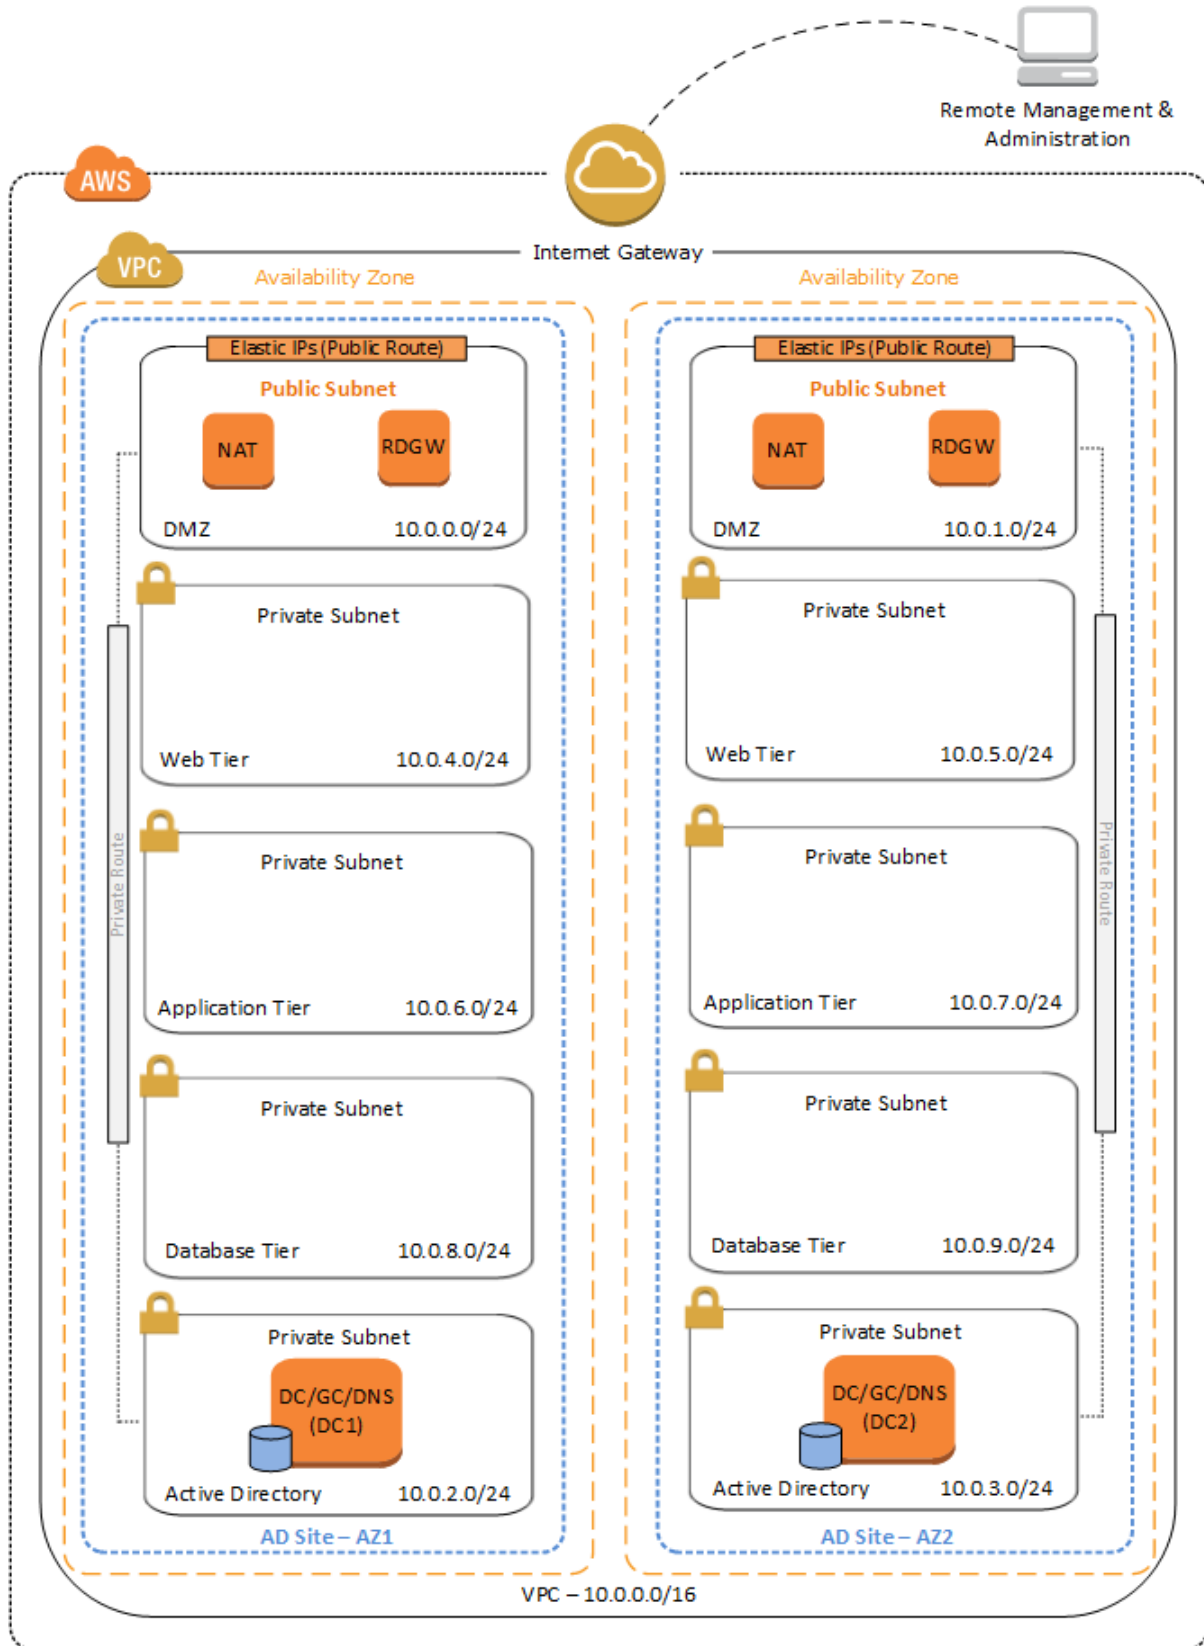 Remote Management &
Administration
AWS
Internet Gateway
VPC
Availability Zone
Elastic IPs (Public Route)
Public Subnet
NAT
RDGW
DMZ
10.0.0.0/24
Private Subnet
Web Tier
10.0.4.0/24
Private Route
Private Subnet
Application Tier
10.0.6.0/24
Private Subnet
Database Tier
10.0.8.0/24
Private Subnet
DC/GC/DNS
(DC1)
Active Directory
10.0.2.0/24
AD Site – AZ1
Availability Zone
Elastic IPs (Public Route)
Public Subnet
NAT
RDGW
DMZ
10.0.1.0/24
Private Subnet
Web Tier
10.0.5.0/24
Private Route
Private Subnet
Application Tier
10.0.7.0/24
Private Subnet
Database Tier
10.0.9.0/24
Private Subnet
DC/GC/DNS
(DC2)
Active Directory
10.0.3.0/24
AD Site – AZ2
VPC – 10.0.0.0/16